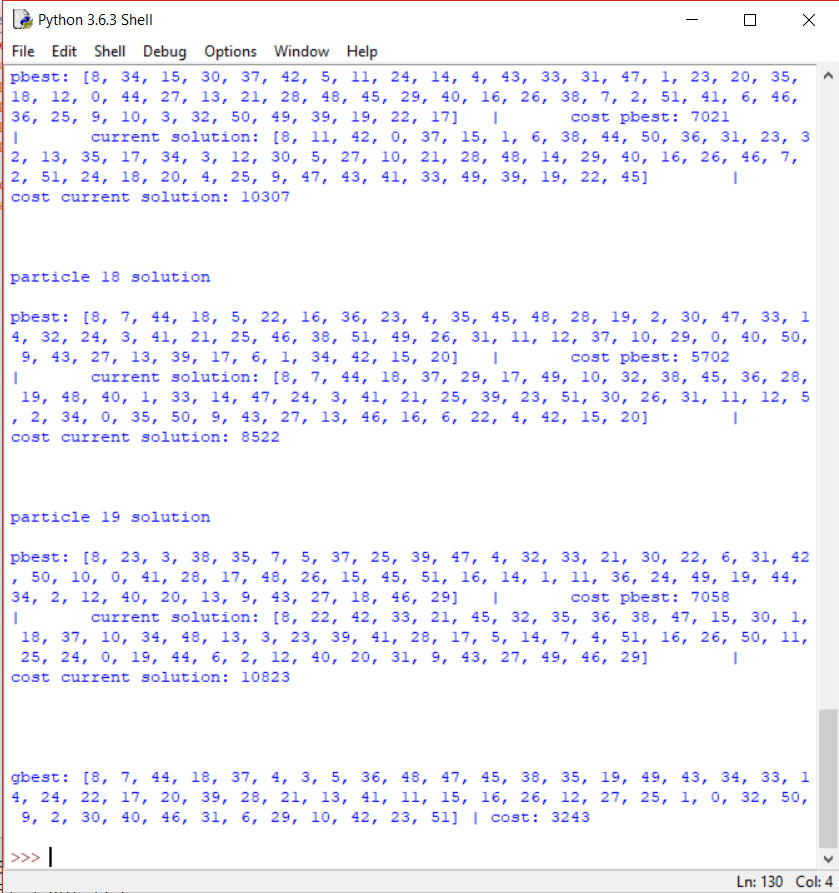 Python 3.6.3 Shell
File Edit Shell Debug Options Window Help
pbest: [8, 34, 15, 30, 37, 42, 5, 11, 24, 14, 4, 43, 33, 31, 47, 1, 23, 20, 35,
18, 12, 0, 44, 27, 13, 21, 28, 48, 45, 29, 40, 16, 26, 38, 7, 2, 51, 41, 6, 46,
36, 25, 9, 10, 3, 32, 50, 49, 39, 19, 22, 17] | cost pbest: 7021
| current solution: [8, 11, 42, 0, 37, 15, 1, 6, 38, 44, 50, 36, 31, 23, 3
2, 13, 35, 17, 34, 3, 12, 30, 5, 27, 10, 21, 28, 48, 14, 29, 40, 16, 26, 46, 7,
2, 51, 24, 18, 20, 4, 25, 9, 47, 43, 41, 33, 49, 39, 19, 22, 45] |
cost current solution: 10307
particle 18 solution
pbest: [8, 7, 44, 18, 5, 22, 16, 36, 23, 4, 35, 45, 48, 28, 19, 2, 30, 47, 33, 1
4, 32, 24, 3, 41, 21, 25, 46, 38, 51, 49, 26, 31, 11, 12, 37, 10, 29, 0, 40, 50,
9, 43, 27, 13, 39, 17, 6, 1, 34, 42, 15, 20] | cost pbest: 5702
| current solution: [8, 7, 44, 18, 37, 29, 17, 49, 10, 32, 38, 45, 36, 28,
19, 48, 40, 1, 33, 14, 47, 24, 3, 41, 21, 25, 39, 23, 51, 30, 26, 31, 11, 12, 5
, 2, 34, 0, 35, 50, 9, 43, 27, 13, 46, 16, 6, 22, 4, 42, 15, 20] |
cost current solution: 8522
particle 19 solution
pbest: [8, 23, 3, 38, 35, 7, 5, 37, 25, 39, 47, 4, 32, 33, 21, 30, 22, 6, 31, 42
, 50, 10, 0, 41, 28, 17, 48, 26, 15, 45, 51, 16, 14, 1, 11, 36, 24, 49, 19, 44,
34, 2, 12, 40, 20, 13, 9, 43, 27, 18, 46, 29] | cost pbest: 7058
| current solution: [8, 22, 42, 33, 21, 45, 32, 35, 36, 38, 47, 15, 30, 1,
18, 37, 10, 34, 48, 13, 3, 23, 39, 41, 28, 17, 5, 14, 7, 4, 51, 16, 26, 50, 11,
25, 24, 0, 19, 44, 6, 2, 12, 40, 20, 31, 9, 43, 27, 49, 46, 29] |
cost current solution: 10823
gbest: [8, 7, 44, 18, 37, 4, 3, 5, 36, 48, 47, 45, 38, 35, 19, 49, 43, 34, 33, 1
4, 24, 22, 17, 20, 39, 28, 21, 13, 41, 11, 15, 16, 26, 12, 27, 25, 1, 0, 32, 50,
9, 2, 30, 40, 46, 31, 6, 29, 10, 42, 23, 51] | cost: 3243
>>>
Ln: 130 Col: 4